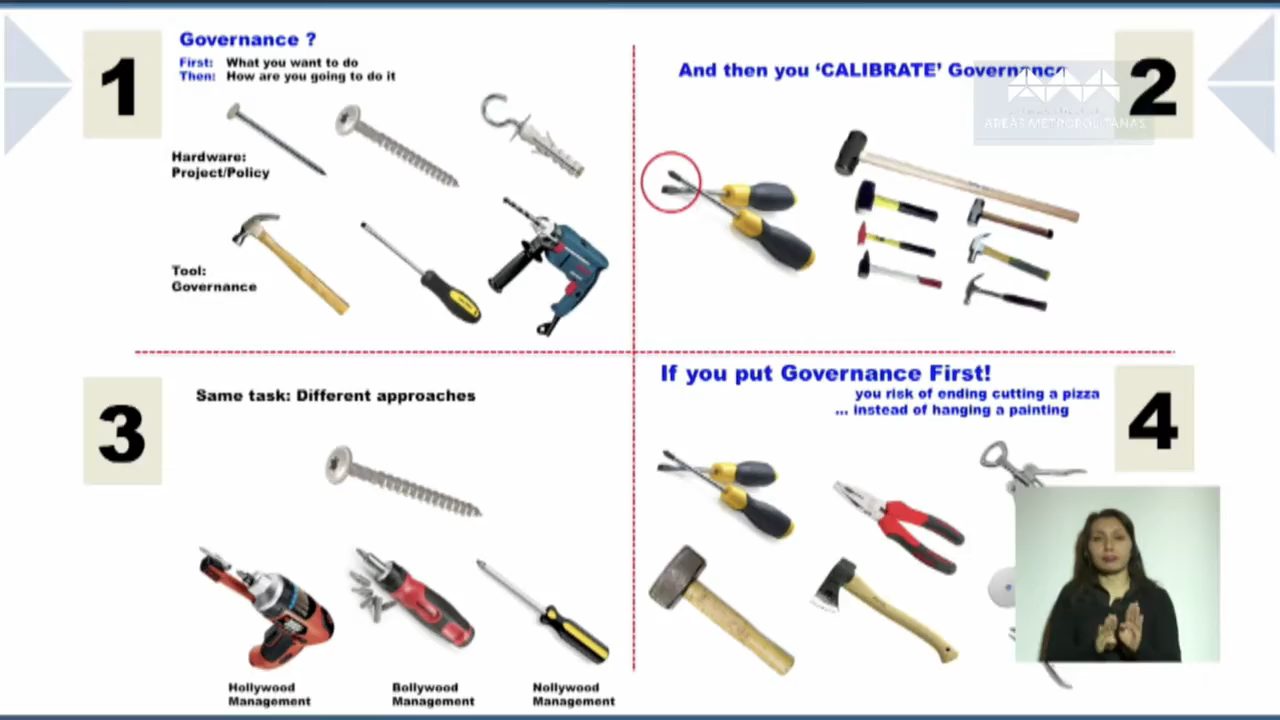 1
Governance ?
First: What you want to do
Then: How are you going to do it
Hardware:
Project/Policy
Tool:
Governance
2
And then you ‘CALIBRATE’ Governance
AREAS METROPOLITANAS
3
Same task: Different approaches
Hollywood
Management
Bollywood
Management
Nollywood
Management
4
If you put Governance First!
you risk of ending cutting a pizza
... instead of hanging a painting